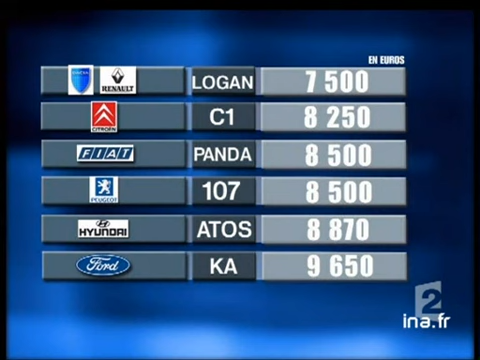 EN EUROS
RENAULT LOGAN 7 500
CITROËN C1 8 250
FIAT PANDA 8 500
PEUGEOT 107 8 500
HYUNDAI ATOS 8 870
Ford KA 9 650
2
ina.fr